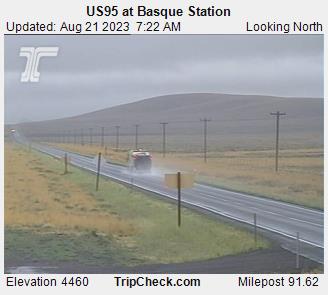 US95 at Basque Station
Updated: Aug 21 2023 7:22 AM Looking North
Elevation 4460 TripCheck.com Milepost 91.62